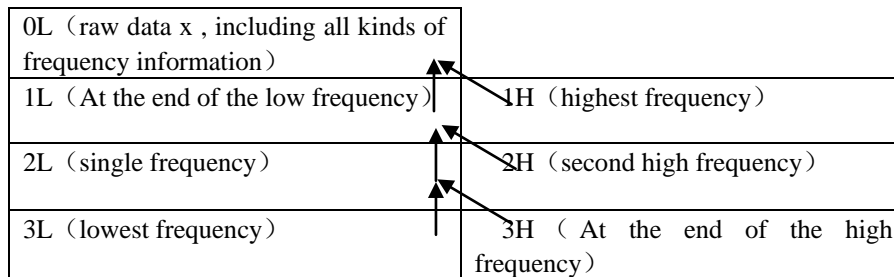 0L（raw data x , including all kinds of
frequency information）
1L（At the end of the low frequency） 1H（highest frequency）
2L（single frequency） 2H（second high frequency）
3L（lowest frequency） 3H （ At the end of the high
frequency）